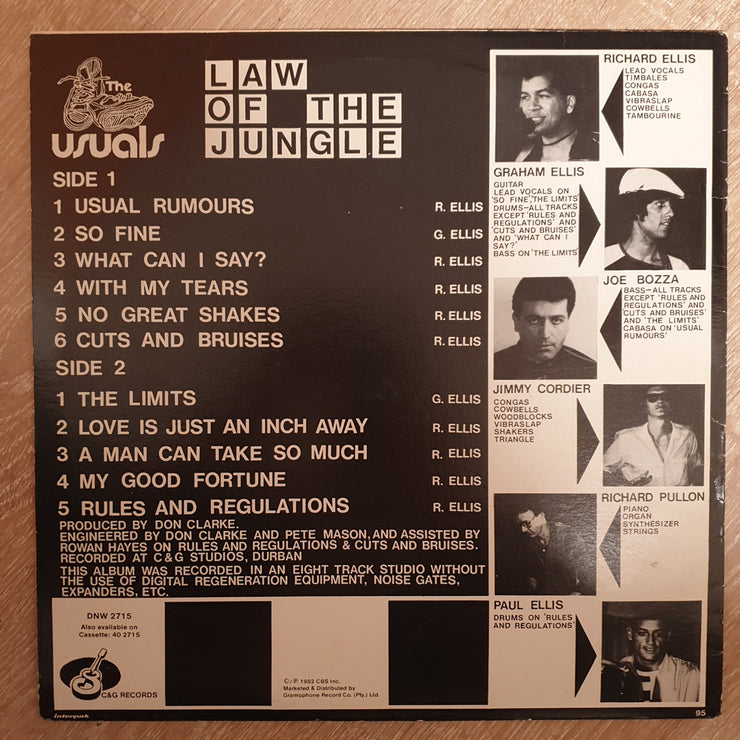 The
usuals
LAW
OF THE
JUNGLE
SIDE 1
1 USUAL RUMOURS R. ELLIS
2 SO FINE G. ELLIS
3 WHAT CAN I SAY? R. ELLIS
4 WITH MY TEARS R. ELLIS
5 NO GREAT SHAKES R. ELLIS
6 CUTS AND BRUISES R. ELLIS
SIDE 2
1 THE LIMITS G. ELLIS
2 LOVE IS JUST AN INCH AWAY R. ELLIS
3 A MAN CAN TAKE SO MUCH R. ELLIS
4 MY GOOD FORTUNE R. ELLIS
5 RULES AND REGULATIONS R. ELLIS
PRODUCED BY DON CLARKE.
ENGINEERED BY DON CLARKE AND PETE MASON, AND ASSISTED BY
ROWAN HAYES ON RULES AND REGULATIONS & CUTS AND BRUISES.
RECORDED AT C&G STUDIOS, DURBAN
THIS ALBUM WAS RECORDED IN AN EIGHT TRACK STUDIO WITHOUT
THE USE OF DIGITAL REGENERATION EQUIPMENT, NOISE GATES,
EXPANDERS, ETC.
DNW 2715
Also available on
Cassette: 40 2715
C&G RECORDS
©/℗ 1982 CBS Inc.
Marketed & Distributed by
Gramophone Record Co. (Pty.) Ltd.
Interpak
RICHARD ELLIS
LEAD VOCALS
TIMBALES
CONGAS
CABASA
VIBRASLAP
COWBELLS
TAMBOURINE
GRAHAM ELLIS
GUITAR
LEAD VOCALS ON
'SO FINE', 'THE LIMITS'
DRUMS-ALL TRACKS
EXCEPT 'RULES AND
REGULATIONS' AND
'CUTS AND BRUISES'
AND 'WHAT CAN I
SAY?'
BASS ON 'THE LIMITS'
JOE BOZZA
BASS-ALL TRACKS
EXCEPT 'RULES AND
REGULATIONS' AND
'CUTS AND BRUISES'
AND 'THE LIMITS'
CABASA ON 'USUAL
RUMOURS'
JIMMY CORDIER
CONGAS
COWBELLS
WOODBLOCKS
VIBRASLAP
SHAKERS
TRIANGLE
RICHARD PULLON
PIANO
ORGAN
SYNTHESIZER
STRINGS
PAUL ELLIS
DRUMS ON 'RULES
AND REGULATIONS'
95